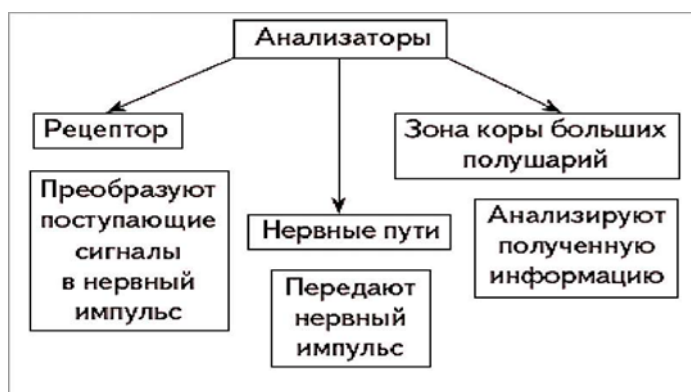 Анализаторы
Рецептор
Преобразуют
поступающие
сигналы
в нервный
импульс
Нервные пути
Передают
нервный
импульс
Зона коры больших
полушарий
Анализируют
полученную
информацию